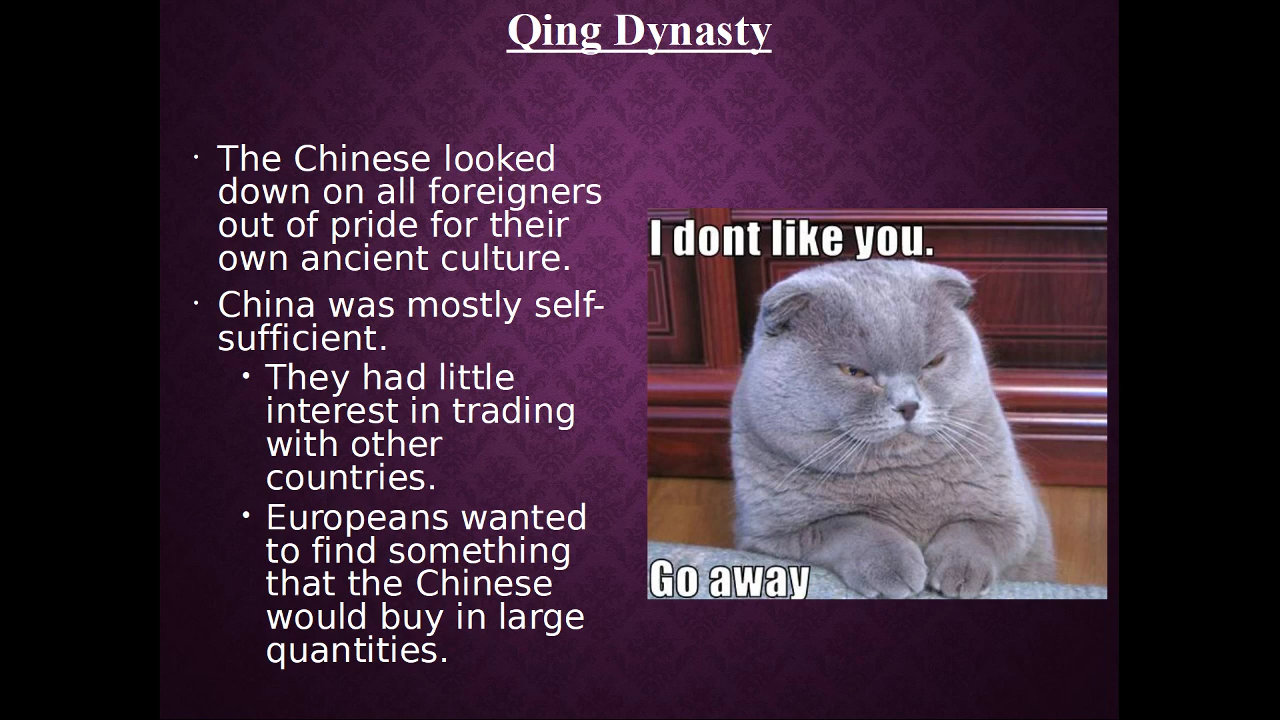 Qing Dynasty
• The Chinese looked
down on all foreigners
out of pride for their
own ancient culture.
• China was mostly self-
sufficient.
• They had little
interest in trading
with other
countries.
• Europeans wanted
to find something
that the Chinese
would buy in large
quantities.
I dont like you.
Go away